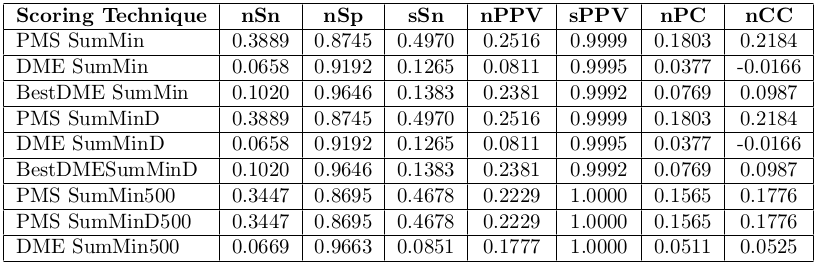 Scoring Technique nSn nSp sSn nPPV sPPV nPC nCC
PMS SumMin 0.3889 0.8745 0.4970 0.2516 0.9999 0.1803 0.2184
DME SumMin 0.0658 0.9192 0.1265 0.0811 0.9995 0.0377 -0.0166
BestDME SumMin 0.1020 0.9646 0.1383 0.2381 0.9992 0.0769 0.0987
PMS SumMinD 0.3889 0.8745 0.4970 0.2516 0.9999 0.1803 0.2184
DME SumMinD 0.0658 0.9192 0.1265 0.0811 0.9995 0.0377 -0.0166
BestDMESumMinD 0.1020 0.9646 0.1383 0.2381 0.9992 0.0769 0.0987
PMS SumMin500 0.3447 0.8695 0.4678 0.2229 1.0000 0.1565 0.1776
PMS SumMinD500 0.3447 0.8695 0.4678 0.2229 1.0000 0.1565 0.1776
DME SumMin500 0.0669 0.9663 0.0851 0.1777 1.0000 0.0511 0.0525